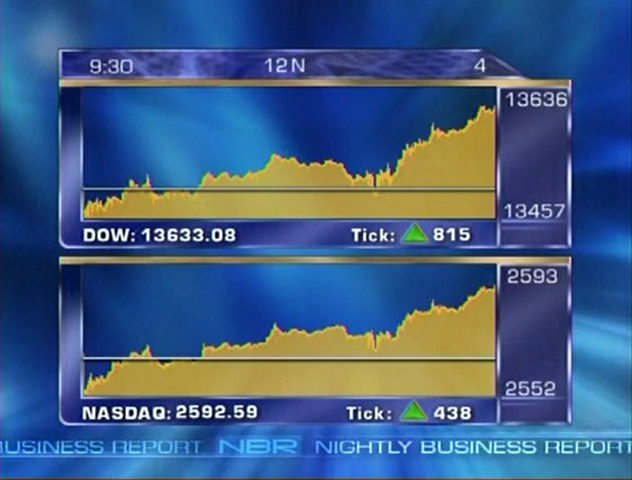 9:30 12N 4
13636
13457
DOW: 13633.08 Tick: 815
2593
2552
NASDAQ: 2592.59 Tick: 438
BUSINESS REPORT NBR NIGHTLY BUSINESS REPORT